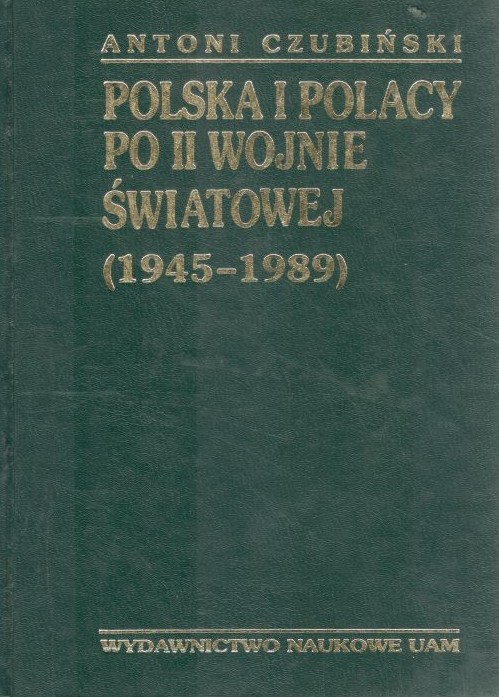 ANTONI CZUBIŃSKI
POLSKA I POLACY
PO II WOJNIE
ŚWIATOWEJ
(1945–1989)
WYDAWNICTWO NAUKOWE UAM